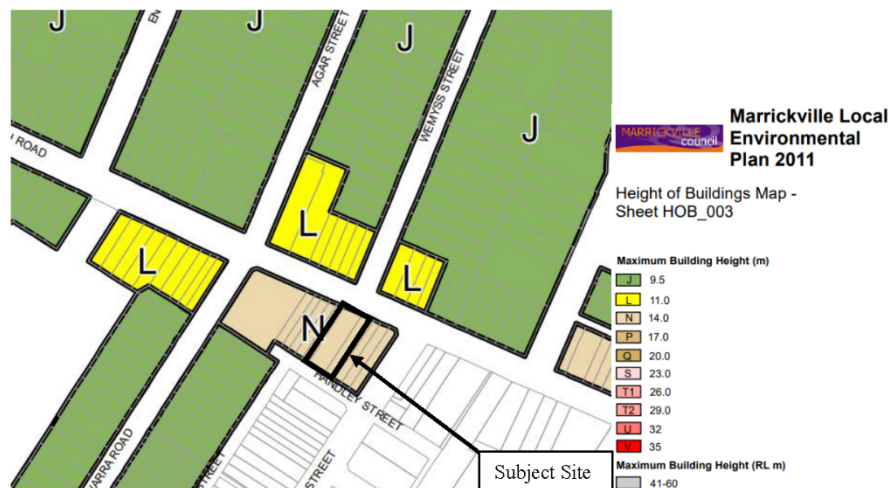 J
J
J
J
EN
AGAR STREET
WEMYSS STREET
ROAD
L
L
L
N
HANDLEY STREET
ARRA ROAD
STREET
STREET
Subject Site
MARRICKVILLE
council
Marrickville Local
Environmental
Plan 2011
Height of Buildings Map -
Sheet HOB_003
Maximum Building Height (m)
J 9.5
L 11.0
N 14.0
P 17.0
Q 20.0
S 23.0
T1 26.0
T2 29.0
U 32
V 35
Maximum Building Height (RL m)
41-60